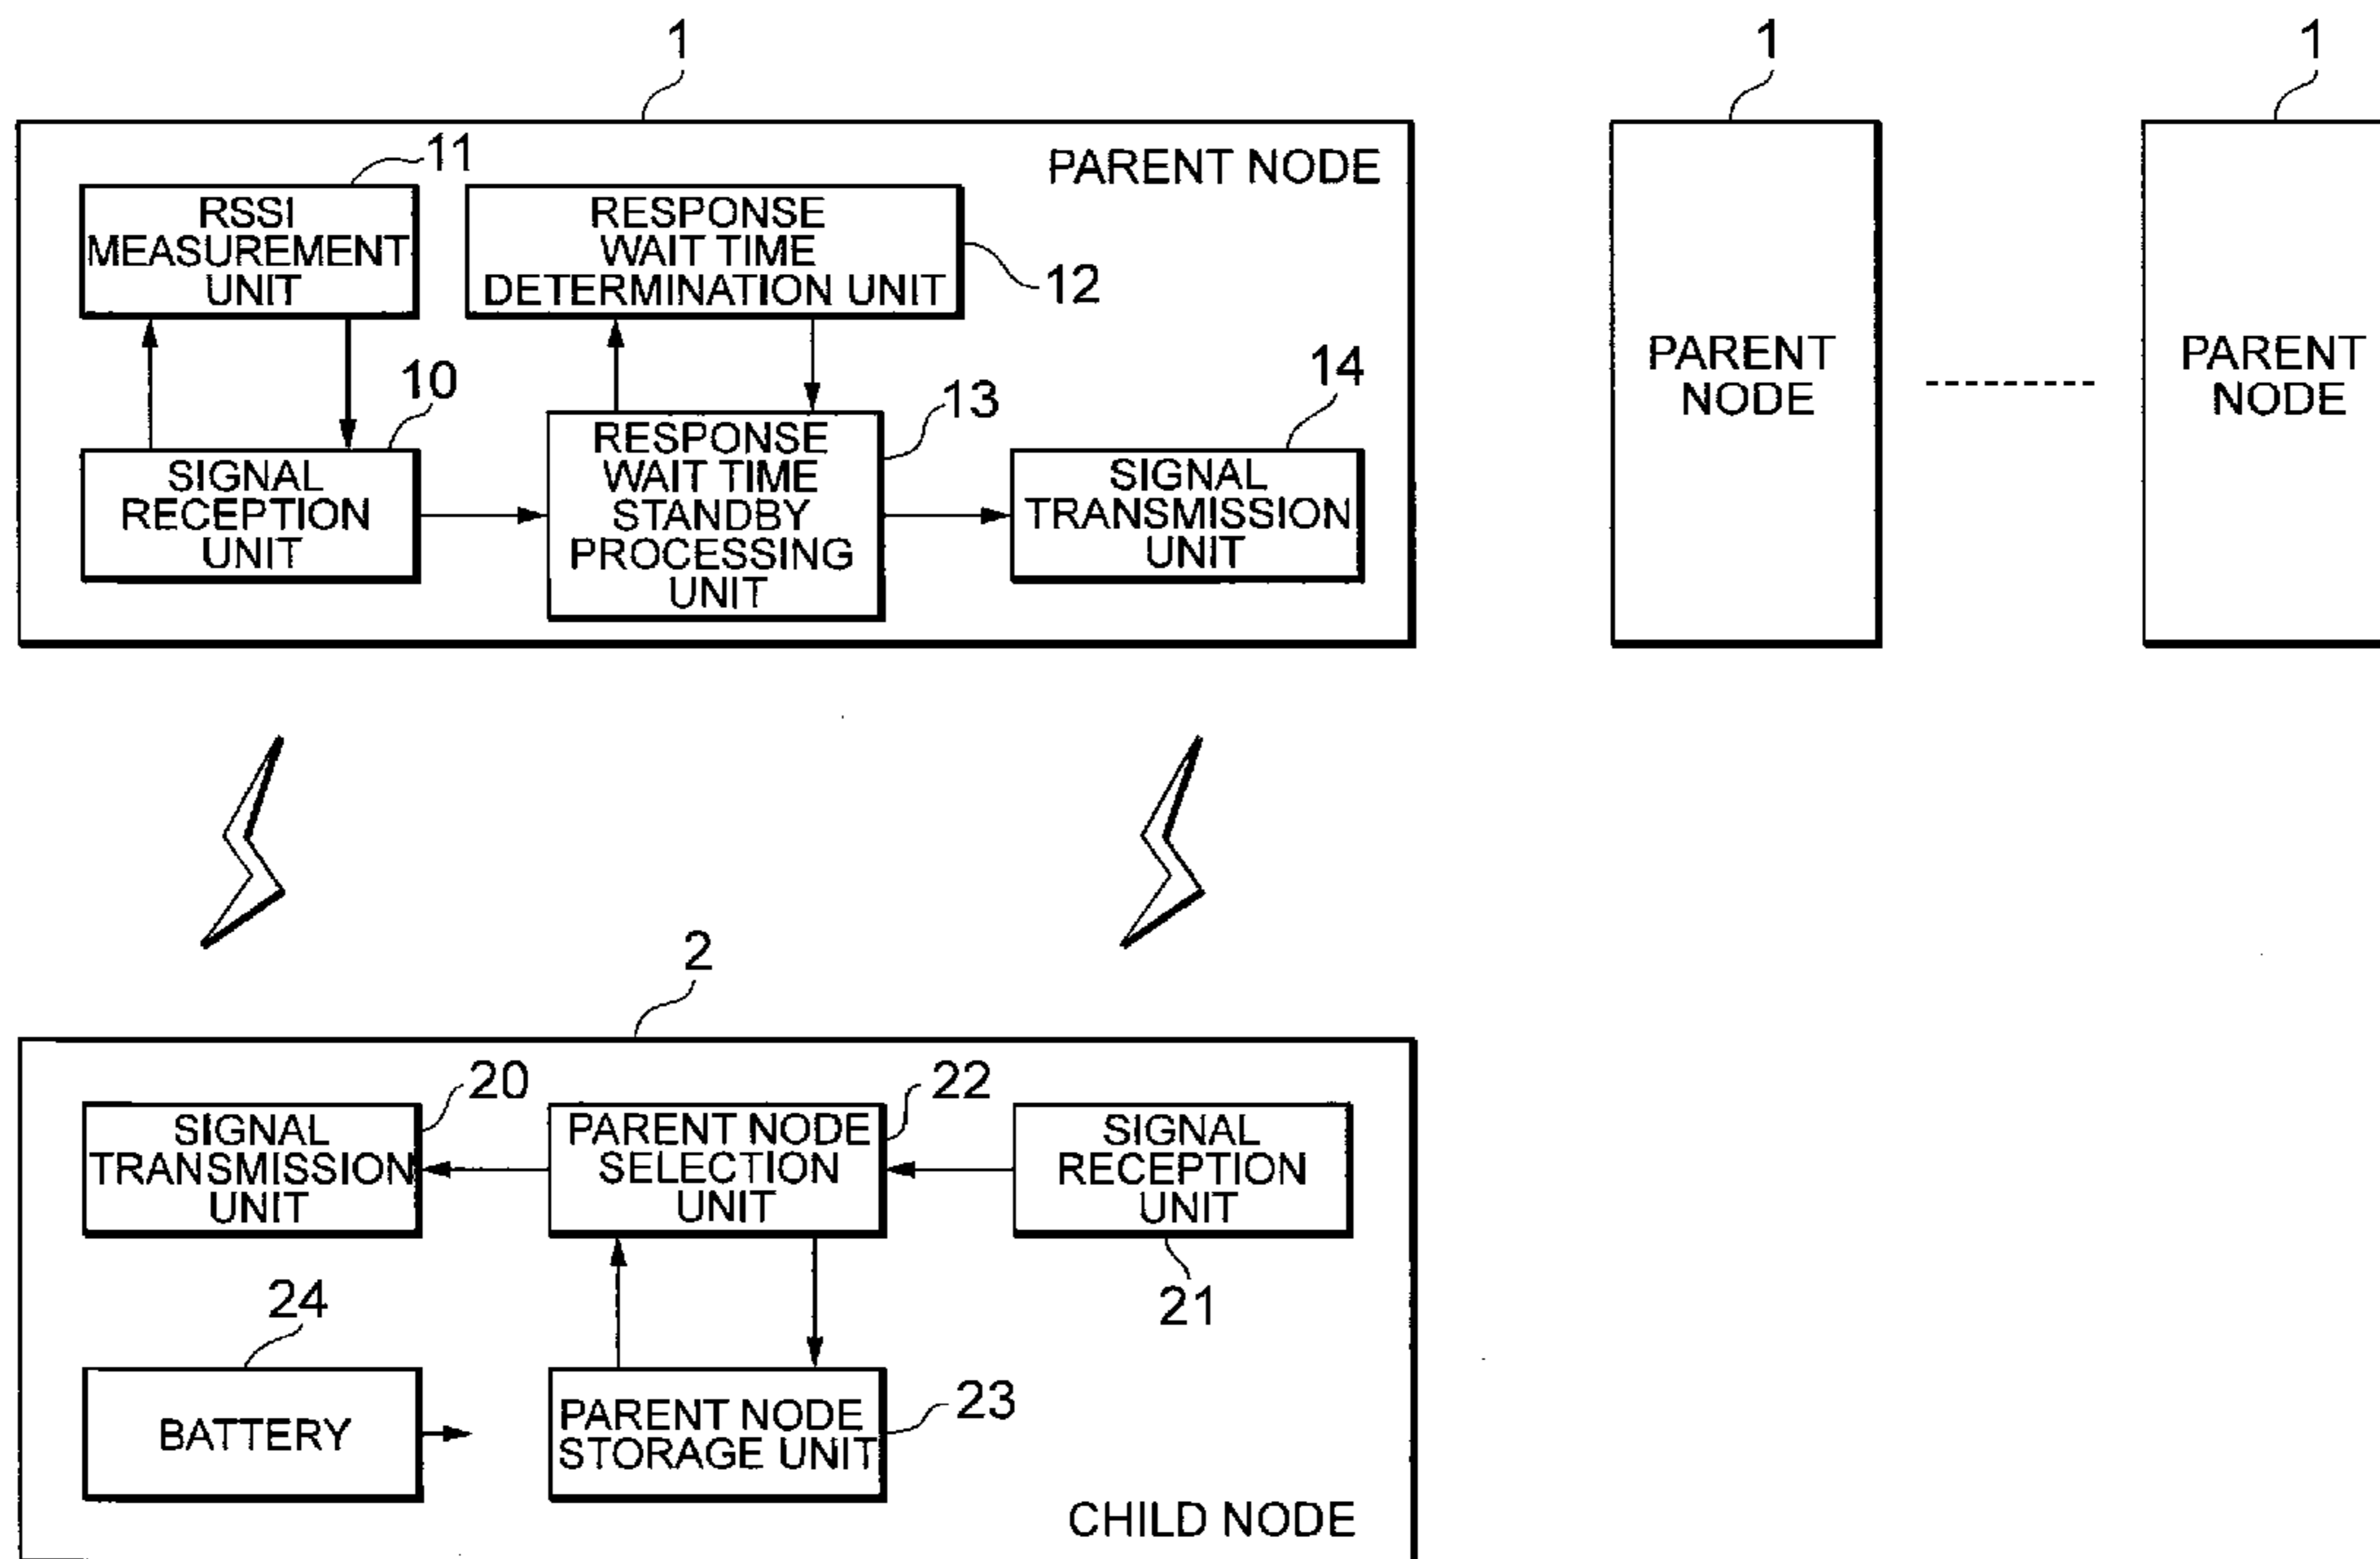 1
1
1
PARENT NODE
11
RSSI
MEASUREMENT
UNIT
RESPONSE
WAIT TIME
DETERMINATION UNIT
12
10
SIGNAL
RECEPTION
UNIT
13
RESPONSE
WAIT TIME
STANDBY
PROCESSING
UNIT
14
SIGNAL
TRANSMISSION
UNIT
PARENT
NODE
PARENT
NODE
2
20
SIGNAL
TRANSMISSION
UNIT
22
PARENT NODE
SELECTION
UNIT
SIGNAL
RECEPTION
UNIT
21
24
BATTERY
23
PARENT NODE
STORAGE UNIT
CHILD NODE